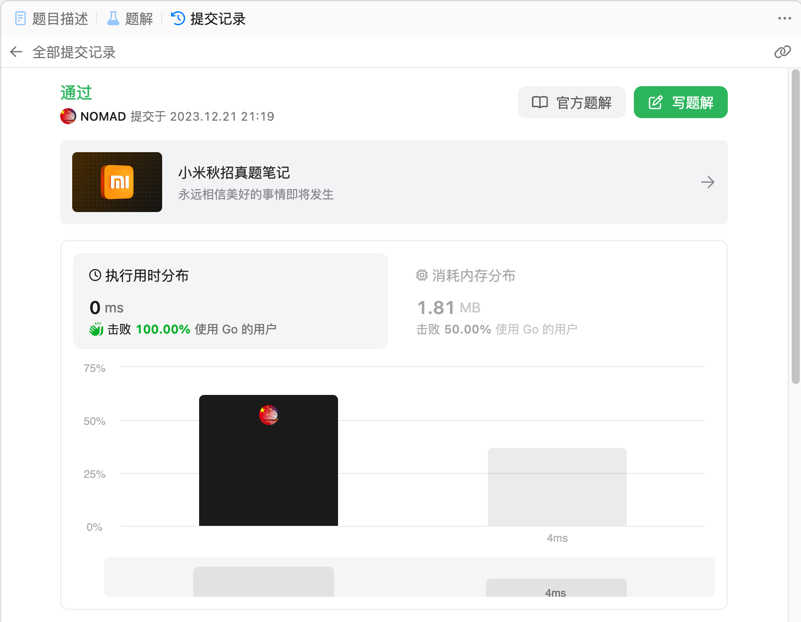 题目描述 题解 提交记录
全部提交记录
通过
NOMAD 提交于 2023.12.21 21:19
官方题解 写题解
小米秋招真题笔记
永远相信美好的事情即将发生
执行用时分布
0 ms
击败 100.00% 使用 Go 的用户
消耗内存分布
1.81 MB
击败 50.00% 使用 Go 的用户
75%
50%
25%
0%
4ms
4ms